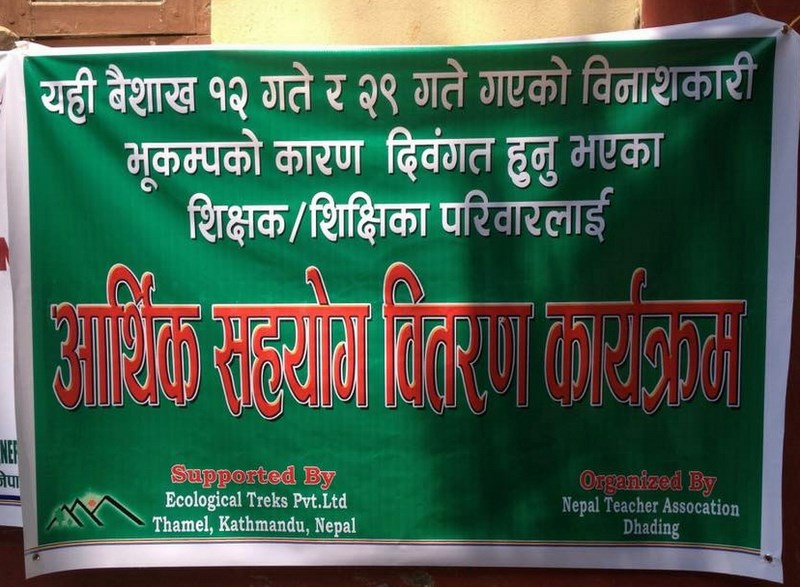 यही बैशाख १२ गते र २९ गते गएको विनाशकारी
भूकम्पको कारण दिवंगत हुनु भएका
शिक्षक/शिक्षिका परिवारलाई
आर्थिक सहयोग वितरण कार्यक्रम
Supported By
Ecological Treks Pvt.Ltd
Thamel, Kathmandu, Nepal
Organized By
Nepal Teacher Assocation
Dhading